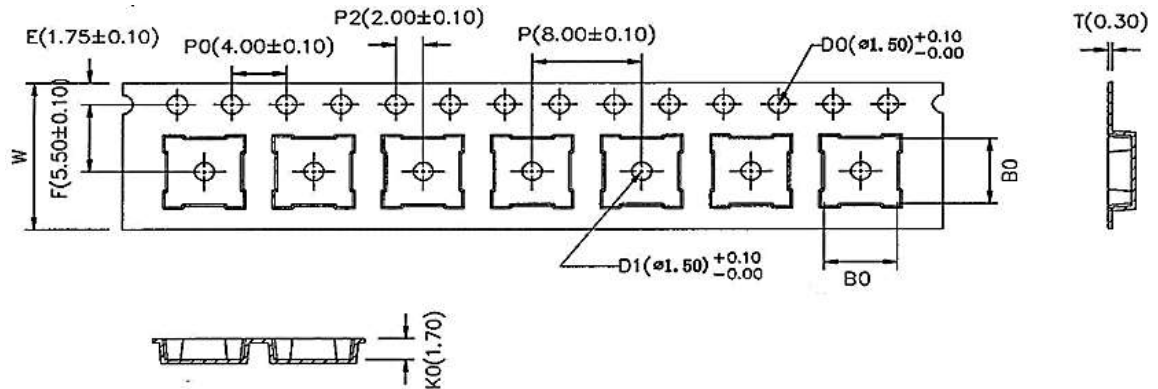 P2(2.00±0.10)
T(0.30)
E(1.75±0.10)
P0(4.00±0.10)
P(8.00±0.10)
D0(ø1.50)+0.10
-0.00
W
F(5.50±0.10)
B0
D1(ø1.50)+0.10
-0.00
B0
K0(1.70)